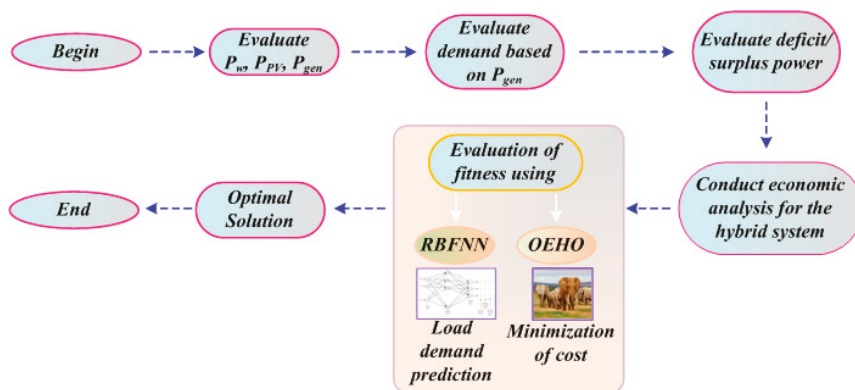 Begin
Evaluate
P_w, P_PV, P_gen
Evaluate
demand based
on P_gen
Evaluate deficit/
surplus power
Conduct economic
analysis for the
hybrid system
Evaluation of
fitness using
RBFNN
OEHO
Load
demand
prediction
Minimization
of cost
Optimal
Solution
End